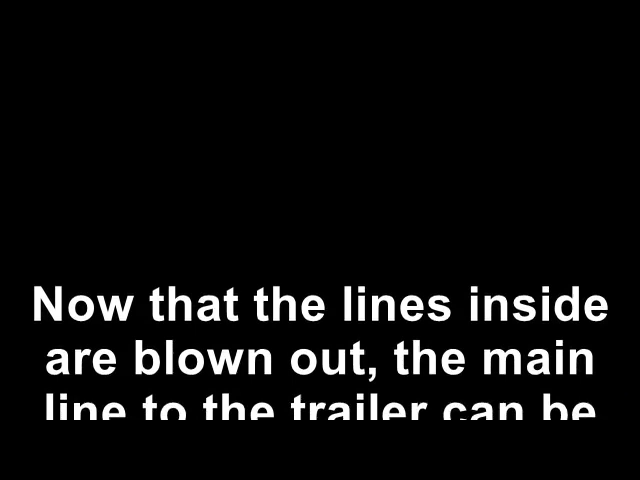 Now that the lines inside
are blown out, the main
line to the trailer can be